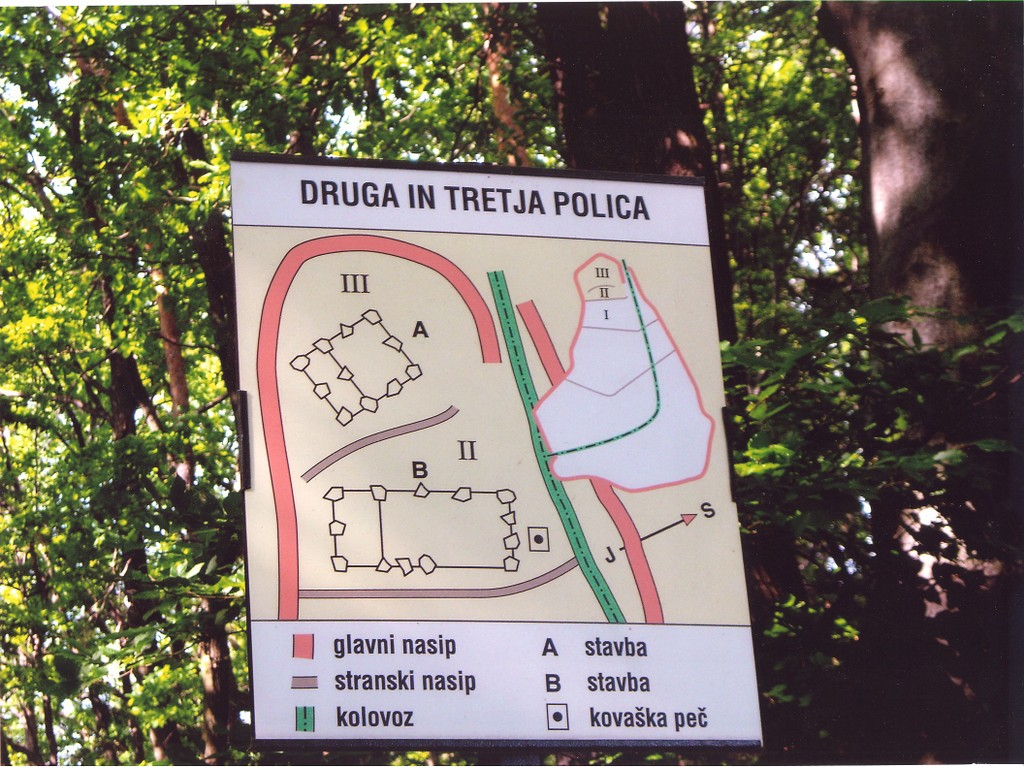 DRUGA IN TRETJA POLICA
III
A
II
B
III
II
I
J S
glavni nasip
stranski nasip
kolovoz
A stavba
B stavba
kovaška peč